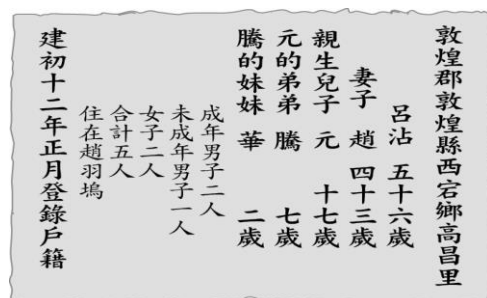 敦煌郡敦煌縣西宕鄉高昌里
呂沾 五十六歲
妻子 趙 四十三歲
親生兒子 元 十七歲
元的弟弟 騰 七歲
騰的妹妹 華 二歲
成年男子二人
未成年男子一人
女子二人
合計五人
住在趙羽塢
建初十二年正月登錄戶籍